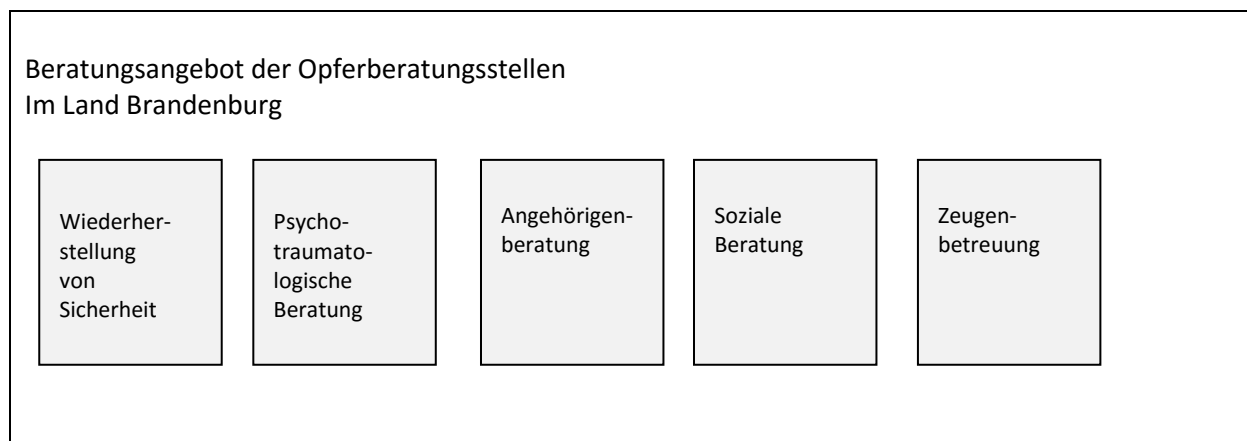 Beratungsangebot der Opferberatungsstellen
Im Land Brandenburg
Wiederher-
stellung
von
Sicherheit
Psycho-
traumato-
logische
Beratung
Angehörigen-
beratung
Soziale
Beratung
Zeugen-
betreuung